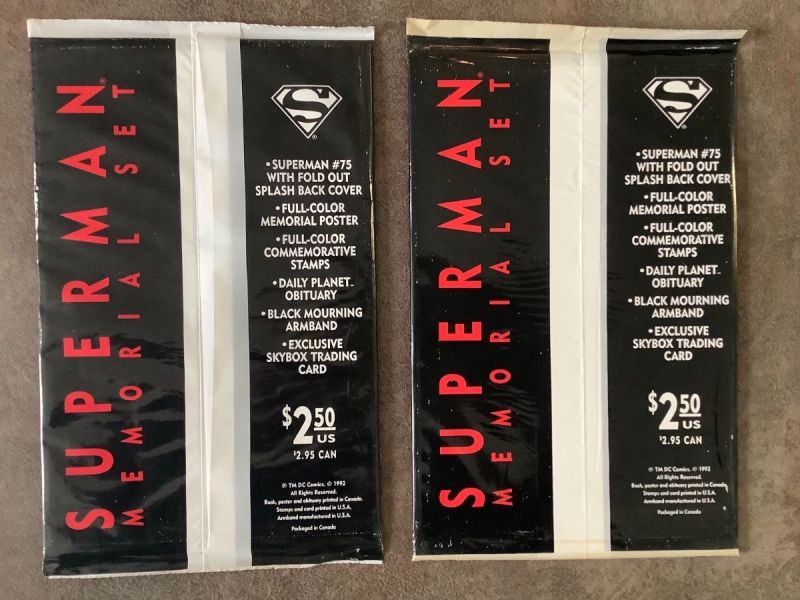 SUPERMAN®
MEMORIAL SET
S
®
•SUPERMAN #75
WITH FOLD OUT
SPLASH BACK COVER
•FULL-COLOR
MEMORIAL POSTER
•FULL-COLOR
COMMEMORATIVE
STAMPS
•DAILY PLANET™
OBITUARY
•BLACK MOURNING
ARMBAND
•EXCLUSIVE
SKYBOX TRADING
CARD
$2.50
US
$2.95 CAN
® TM DC Comics. © 1992
All Rights Reserved.
Book, poster and obituary printed in Canada.
Stamps and card printed in U.S.A.
Armband manufactured in U.S.A.
Packaged in Canada
SUPERMAN®
MEMORIAL SET
S
®
•SUPERMAN #75
WITH FOLD OUT
SPLASH BACK COVER
•FULL-COLOR
MEMORIAL POSTER
•FULL-COLOR
COMMEMORATIVE
STAMPS
•DAILY PLANET™
OBITUARY
•BLACK MOURNING
ARMBAND
•EXCLUSIVE
SKYBOX TRADING
CARD
$2.50
US
$2.95 CAN
® TM DC Comics. © 1992
All Rights Reserved.
Book, poster and obituary printed in Canada.
Stamps and card printed in U.S.A.
Armband manufactured in U.S.A.
Packaged in Canada